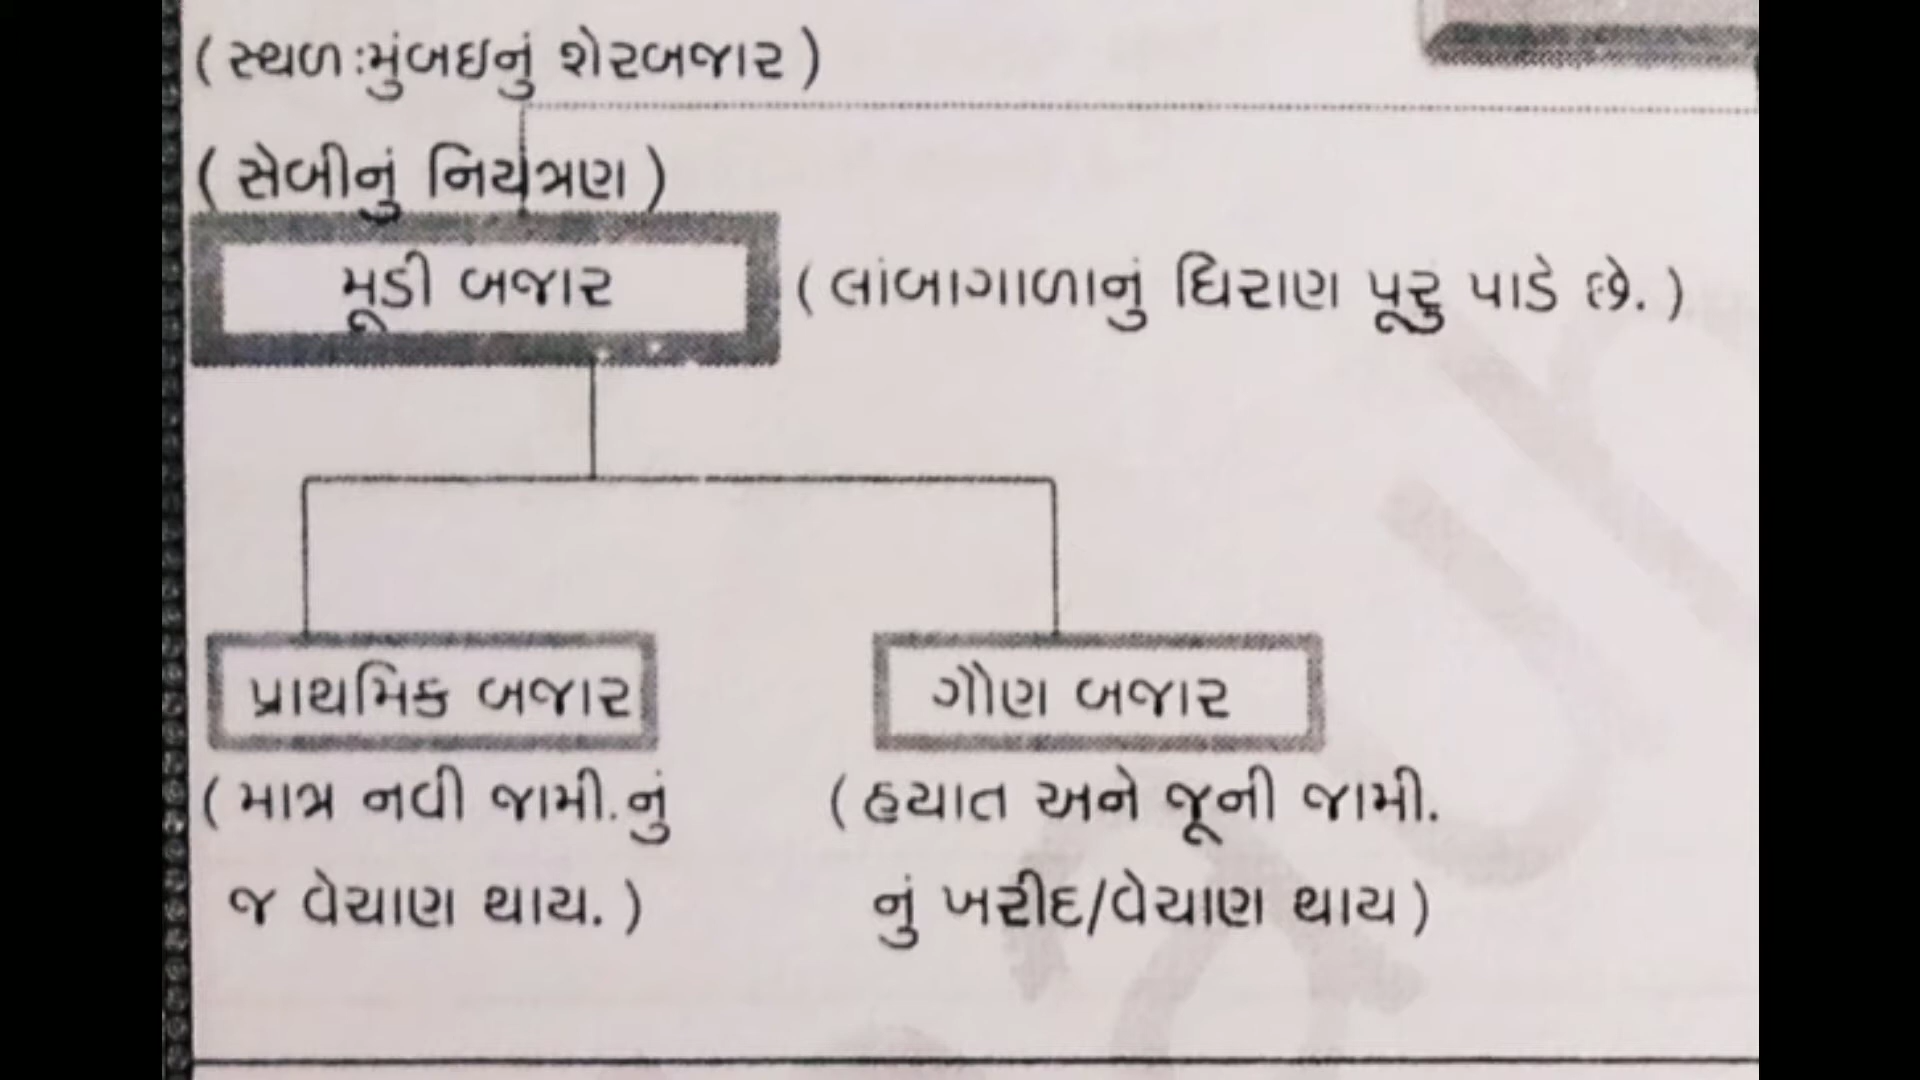 ( સ્થળ :મુંબઇનું શેરબજાર )
( સેબીનું નિયંત્રણ )
મૂડી બજાર
( લાંબાગાળાનું ધિરાણ પૂરુ પાડે છે. )
પ્રાથમિક બજાર
ગૌણ બજાર
( માત્ર નવી જામી.નું
જ વેચાણ થાય. )
( હયાત અને જૂની જામી.
નું ખરીદ/વેચાણ થાય )